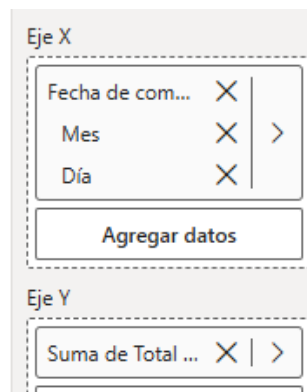 Eje X
Fecha de com...
Mes
Día
Agregar datos
Eje Y
Suma de Total ...